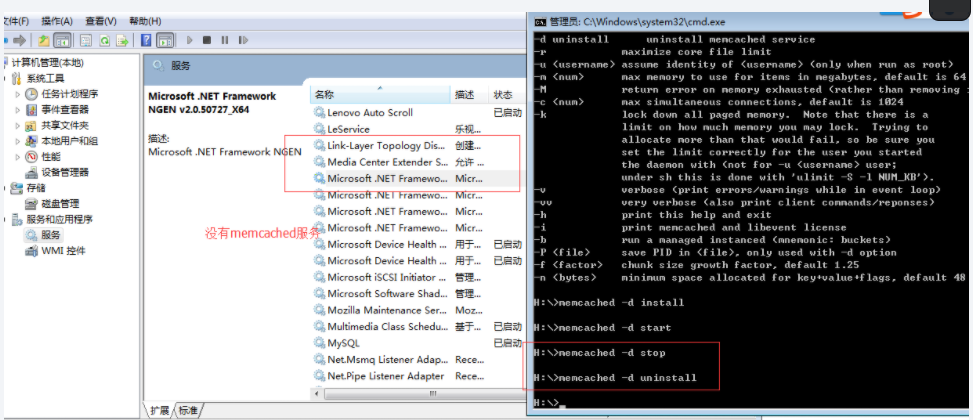 文件(F) 操作(A) 查看(V) 帮助(H)
计算机管理(本地)
系统工具
任务计划程序
事件查看器
共享文件夹
本地用户和组
性能
设备管理器
存储
磁盘管理
服务和应用程序
服务
WMI 控件
服务
Microsoft .NET Framework
NGEN v2.0.50727_X64
描述:
Microsoft .NET Framework NGEN
没有memcached服务
名称 描述 状态
Lenovo Auto Scroll 已启动
LeService 乐视...
Link-Layer Topology Dis... 创建...
Media Center Extender S... 允许 ...
Microsoft .NET Framewo... Micr...
Microsoft .NET Framewo... Micr...
Microsoft .NET Framewo... Micr...
Microsoft .NET Framewo... Micr...
Microsoft Device Health ... 用于... 已启动
Microsoft Device Health ... 用于... 已启动
Microsoft iSCSI Initiator ... 管理...
Microsoft Software Shad... 管理...
Mozilla Maintenance Ser... Moz...
Multimedia Class Schedu... 基于... 已启动
MySQL 已启动
Net.Msmq Listener Adap... Rece...
Net.Pipe Listener Adapter Rece...
扩展 标准
管理员: C:\Windows\system32\cmd.exe
-d uninstall uninstall memcached service
-r maximize core file limit
-u <username> assume identity of <username> (only when run as root)
-m <num> max memory to use for items in megabytes, default is 64
-M return error on memory exhausted (rather than removing
-c <num> max simultaneous connections, default is 1024
-k lock down all paged memory. Note that there is a
limit on how much memory you may lock. Trying to
allocate more than that would fail, so be sure you
set the limit correctly for the user you started
the daemon with (not for -u <username> user;
under sh this is done with 'ulimit -S -l NUM_KB').
-v verbose (print errors/warnings while in event loop)
-vv very verbose (also print client commands/reponses)
-h print this help and exit
-i print memcached and libevent license
-b run a managed instanced (mnemonic: buckets)
-P <file> save PID in <file>, only used with -d option
-f <factor> chunk size growth factor, default 1.25
-n <bytes> minimum space allocated for key+value+flags, default 48
H:\>memcached -d install
H:\>memcached -d start
H:\>memcached -d stop
H:\>memcached -d uninstall
H:\>_